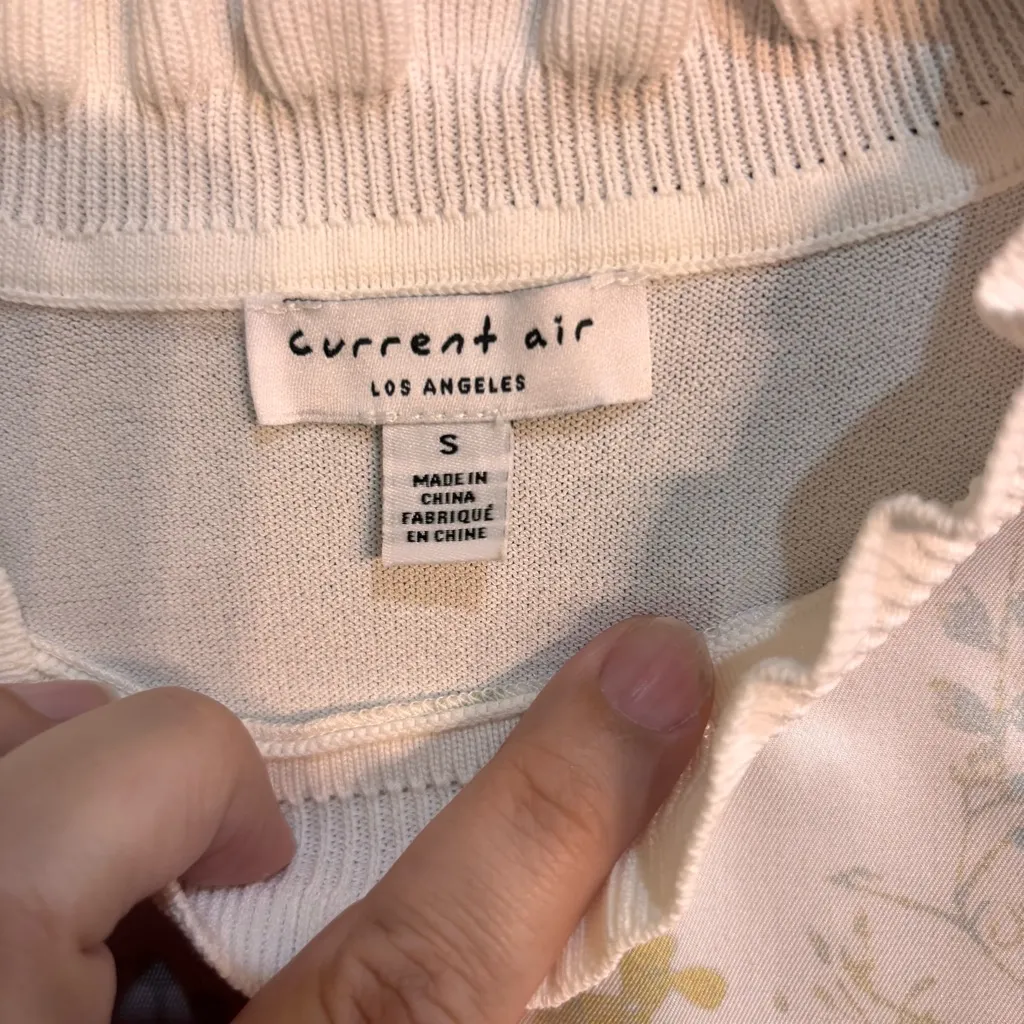 current air
LOS ANGELES
S
MADE IN
CHINA
FABRIQUÉ
EN CHINE